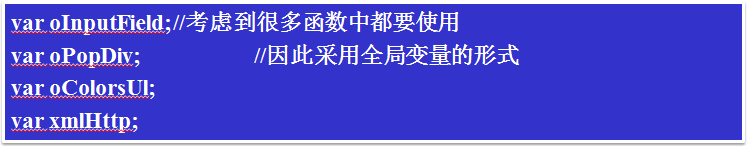 var oInputField;//考虑到很多函数中都要使用
var oPopDiv; //因此采用全局变量的形式
var oColorsUl;
var xmlHttp;